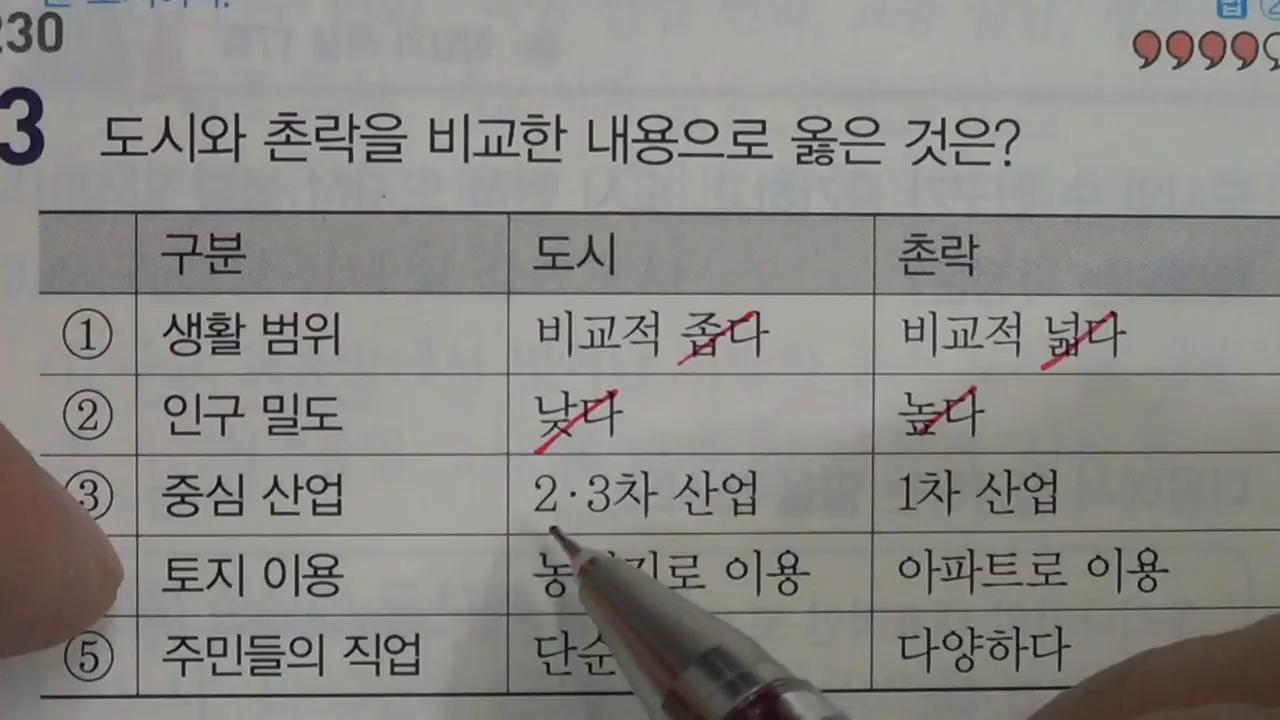 230
3 도시와 촌락을 비교한 내용으로 옳은 것은?
구분 도시 촌락
① 생활 범위 비교적 좁다 비교적 넓다
② 인구 밀도 낮다 높다
③ 중심 산업 2·3차 산업 1차 산업
토지 이용 이용 아파트로 이용
⑤ 주민들의 직업 다양하다